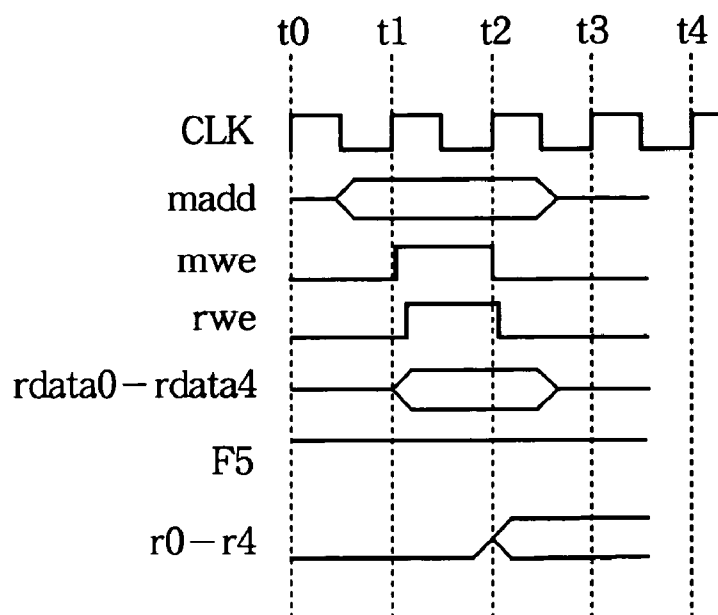 t0 t1 t2 t3 t4
CLK
madd
mwe
rwe
rdata0－rdata4
F5
r0－r4